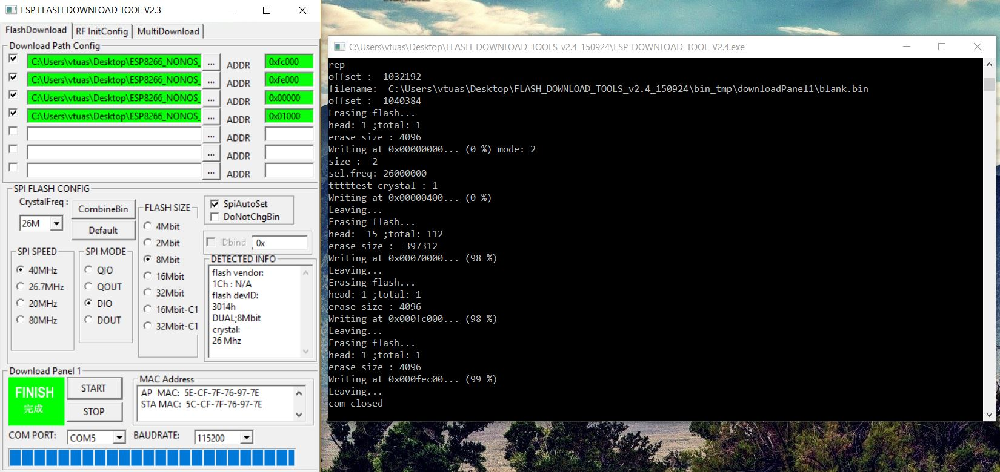 ESP FLASH DOWNLOAD TOOL V2.3
FlashDownload RF InitConfig MultiDownload
Download Path Config
C:\Users\vtuas\Desktop\ESP8266_NONOS_ ... ADDR 0xfc000
C:\Users\vtuas\Desktop\ESP8266_NONOS_ ... ADDR 0xfe000
C:\Users\vtuas\Desktop\ESP8266_NONOS_ ... ADDR 0x00000
C:\Users\vtuas\Desktop\ESP8266_NONOS_ ... ADDR 0x01000
... ADDR
... ADDR
... ADDR
SPI FLASH CONFIG
CrystalFreq :
26M
CombineBin
Default
SPI SPEED
40MHz
26.7MHz
20MHz
80MHz
SPI MODE
QIO
QOUT
DIO
DOUT
FLASH SIZE
4Mbit
2Mbit
8Mbit
16Mbit
32Mbit
16Mbit-C1
32Mbit-C1
SpiAutoSet
DoNotChgBin
IDbind 0x
DETECTED INFO
flash vendor:
1Ch : N/A
flash devID:
3014h
DUAL;8Mbit
crystal:
26 Mhz
Download Panel 1
FINISH
完成
START
STOP
MAC Address
AP MAC: 5E-CF-7F-76-97-7E
STA MAC: 5C-CF-7F-76-97-7E
COM PORT: COM5 BAUDRATE: 115200
C:\Users\vtuas\Desktop\FLASH_DOWNLOAD_TOOLS_v2.4_150924\ESP_DOWNLOAD_TOOL_V2.4.exe
rep
offset :  1032192
filename:  C:\Users\vtuas\Desktop\FLASH_DOWNLOAD_TOOLS_v2.4_150924\bin_tmp\downloadPanel1\blank.bin
offset :  1040384
Erasing flash...
head: 1 ;total: 1
erase size : 4096
Writing at 0x00000000... (0 %) mode: 2
size :  2
sel.freq: 26000000
tttttest crystal : 1
Writing at 0x00000400... (0 %)
Leaving...
Erasing flash...
head:  15 ;total: 112
erase size :  397312
Writing at 0x00070000... (98 %)
Leaving...
Erasing flash...
head: 1 ;total: 1
erase size : 4096
Writing at 0x000fc000... (98 %)
Leaving...
Erasing flash...
head: 1 ;total: 1
erase size : 4096
Writing at 0x000fec00... (99 %)
Leaving...
com closed